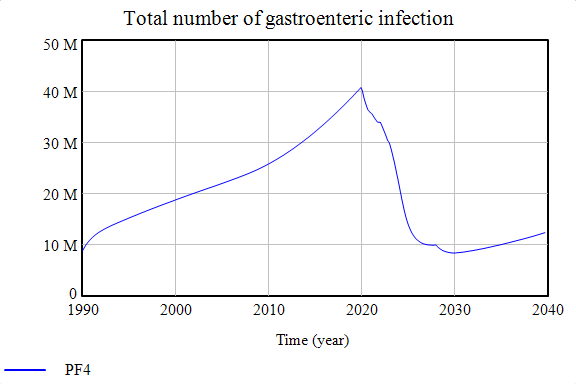 Total number of gastroenteric infection
50 M
40 M
30 M
20 M
10 M
0
1990 2000 2010 2020 2030 2040
Time (year)
PF4